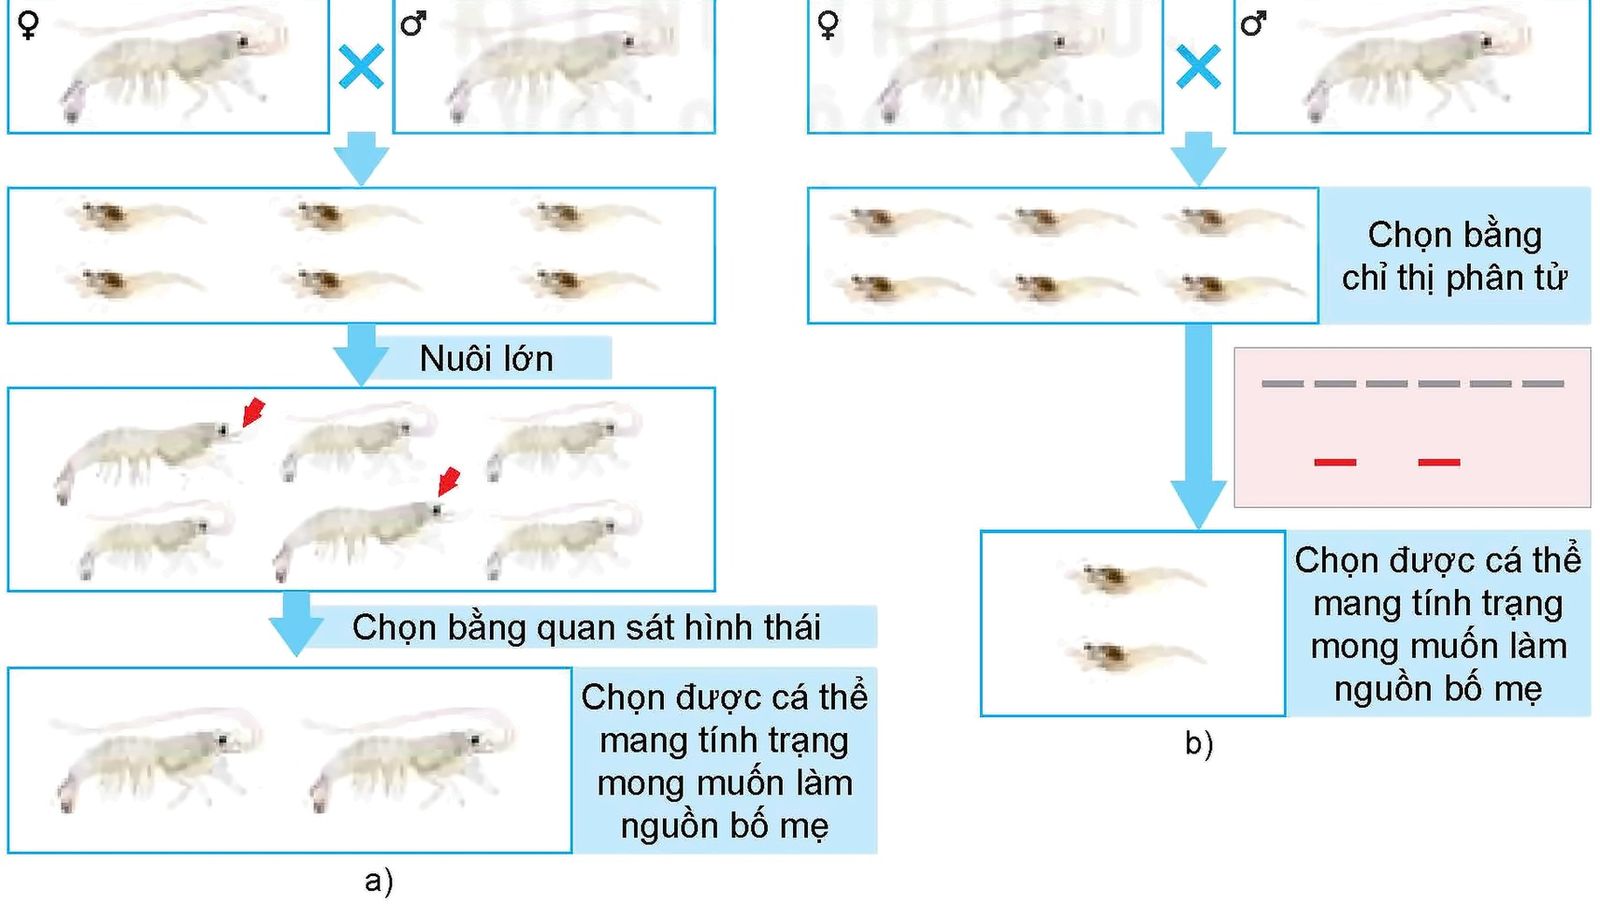 ♀
♂
Nuôi lớn
Chọn bằng quan sát hình thái
Chọn được cá thể
mang tính trạng
mong muốn làm
nguồn bố mẹ
a)
♀
♂
Chọn bằng
chỉ thị phân tử
Chọn được cá thể
mang tính trạng
mong muốn làm
nguồn bố mẹ
b)